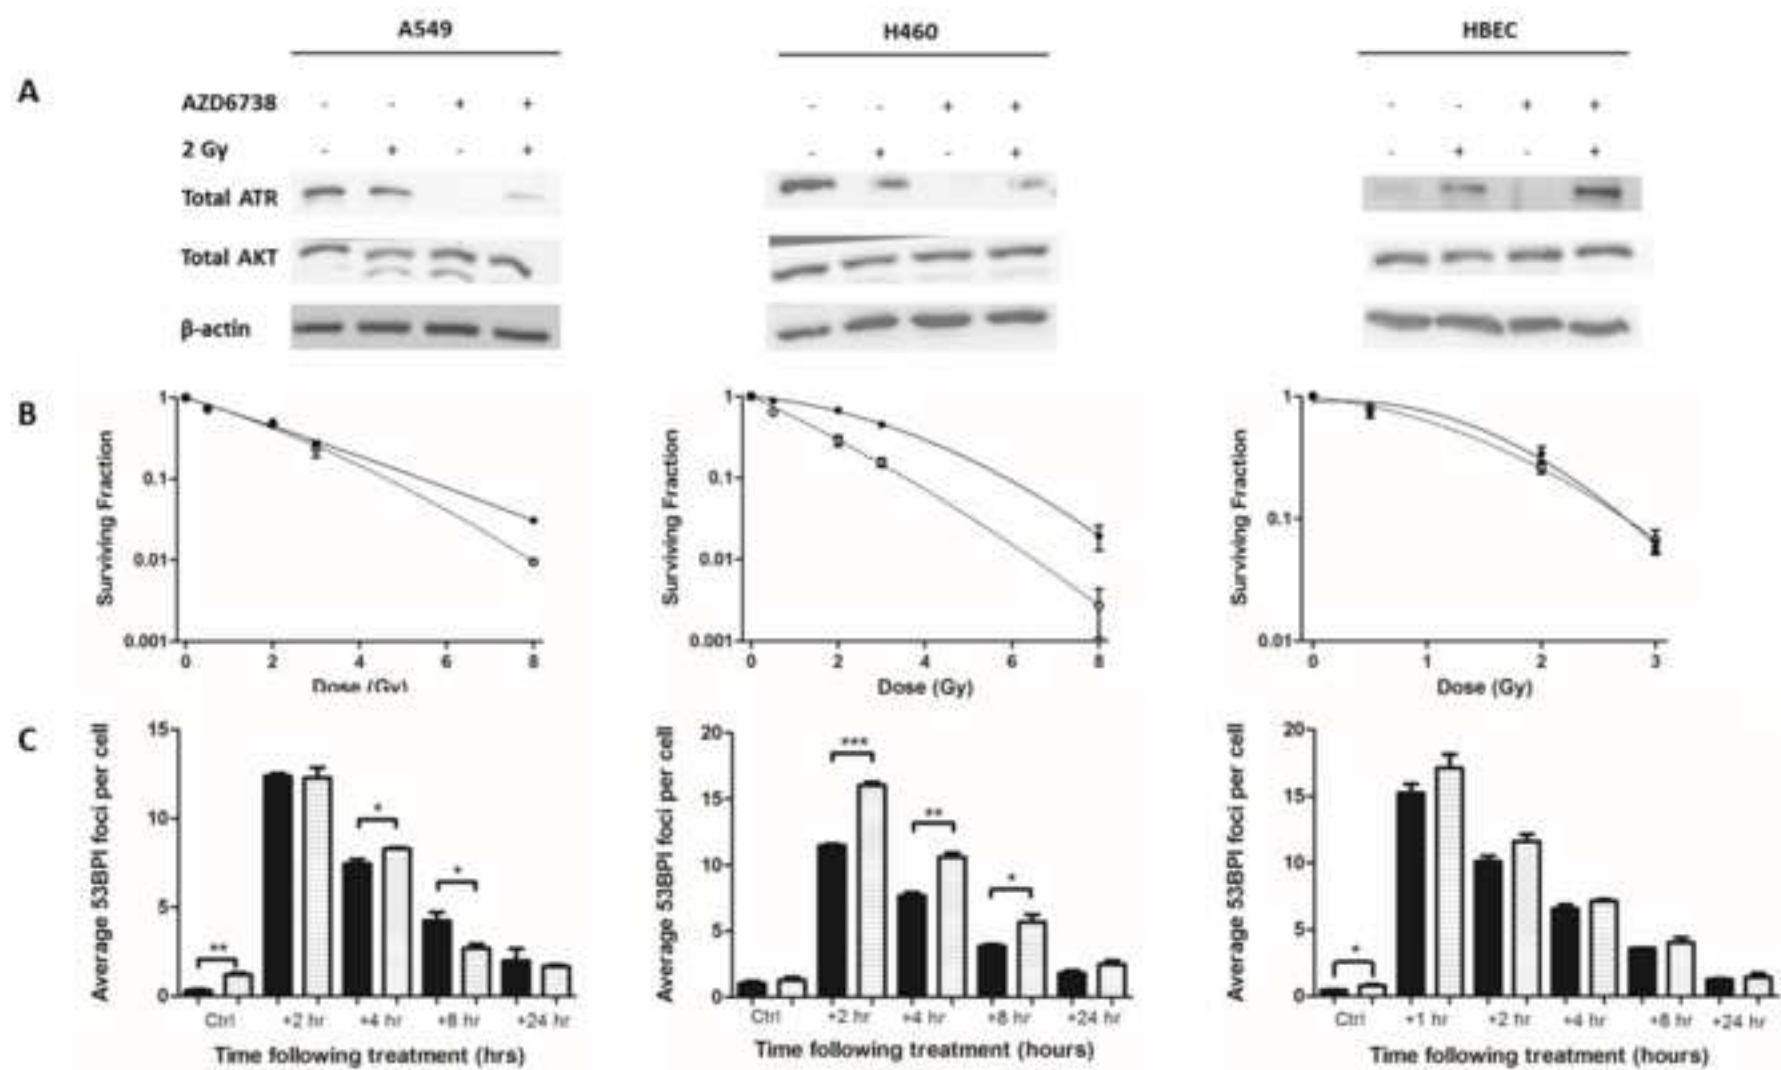 A549 H460 HBEC
A
AZD6738 - - + + - - + + - - + +
2 Gy - + - + - + - + - + - +
Total ATR
Total AKT
β-actin
B
Surviving Fraction
1
0.1
0.01
0.001
0 2 4 6 8
Dose (Gy)
Surviving Fraction
1
0.1
0.01
0.001
0 2 4 6 8
Dose (Gy)
Surviving Fraction
1
0.1
0.01
0 1 2 3
Dose (Gy)
C
Average 53BPI foci per cell
15
10
5
0
** * *
Ctrl +2 hr +4 hr +8 hr +24 hr
Time following treatment (hrs)
Average 53BPI foci per cell
20
15
10
5
0
*** ** *
Ctrl +2 hr +4 hr +8 hr +24 hr
Time following treatment (hours)
Average 53BPI foci per cell
20
15
10
5
0
*
Ctrl +1 hr +2 hr +4 hr +8 hr +24 hr
Time following treatment (hours)